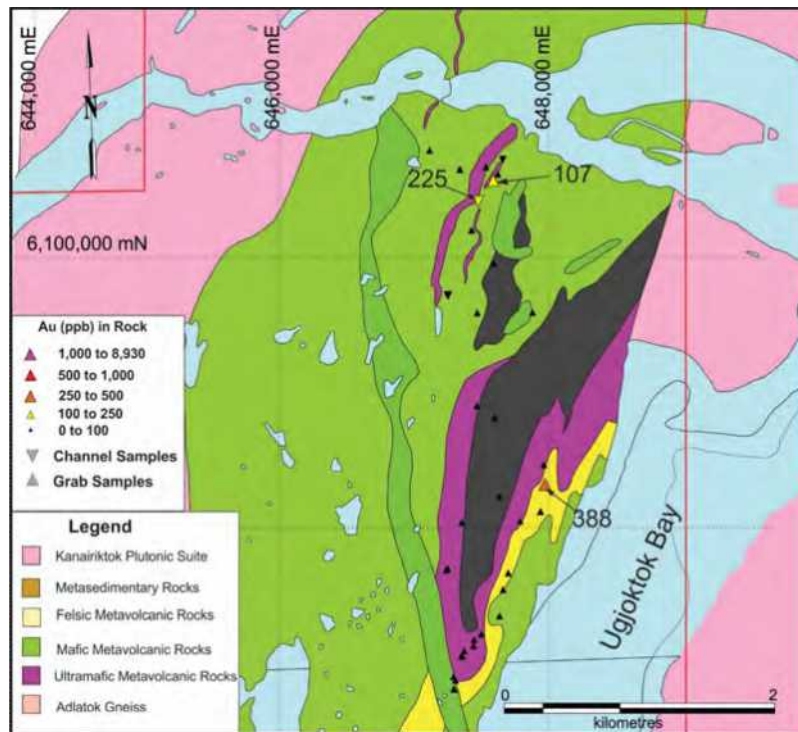 644,000 mE
646,000 mE
648,000 mE
N
225
107
6,100,000 mN
Au (ppb) in Rock
1,000 to 8,930
500 to 1,000
250 to 500
100 to 250
0 to 100
Channel Samples
Grab Samples
388
Ugjoktok Bay
Legend
Kanairiktok Plutonic Suite
Metasedimentary Rocks
Felsic Metavolcanic Rocks
Mafic Metavolcanic Rocks
Ultramafic Metavolcanic Rocks
Adlatok Gneiss
0 2
kilometres